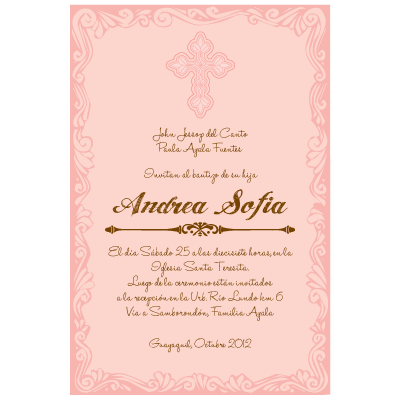 John Jessop del Canto
Paula Ayala Fuentes
Invitan al bautizo de su hija
Andrea Sofia
El día Sábado 25 a las diecisiete horas, en la
Iglesia Santa Teresita.
Luego de la ceremonia están invitados
a la recepción en la Urb. Río Lundo km 6
Vía a Samborondón, Familia Ayala
Guayaquil, Octubre 2012